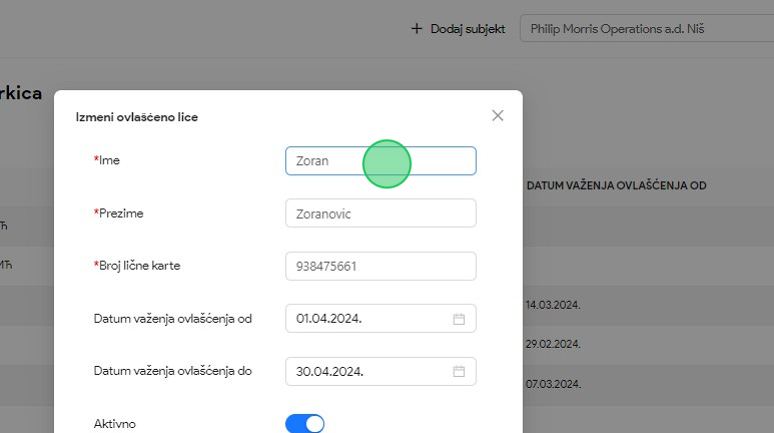 Dodaj subjekt
Philip Morris Operations a.d. Niš
rkica
Izmeni ovlašćeno lice
*Ime
Zoran
DATUM VAŽENJA OVLAŠĆENJA OD
*Prezime
Zoranovic
*Broj lične karte
938475661
Datum važenja ovlašćenja od
01.04.2024.
14.03.2024.
29.02.2024.
Datum važenja ovlašćenja do
30.04.2024.
07.03.2024.
Aktivno